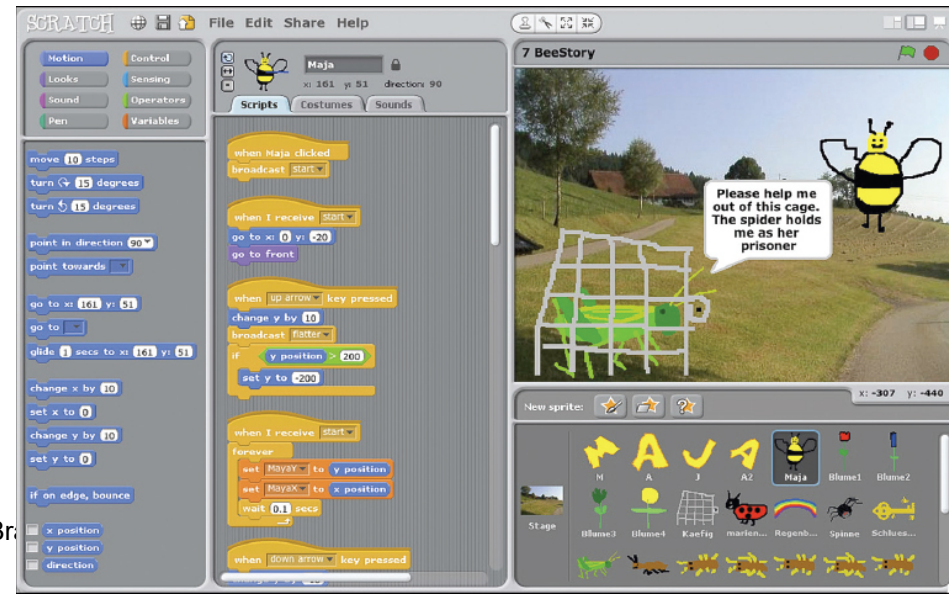 SCRATCH File Edit Share Help
Motion Control
Looks Sensing
Sound Operators
Pen Variables
move 10 steps
turn 15 degrees
turn 15 degrees
point in direction 90
point towards
go to x: 161 y: 51
go to
glide 1 secs to x: 161 y: 51
change x by 10
set x to 0
change y by 10
set y to 0
if on edge, bounce
x position
y position
direction
Bra
Maja
x: 161 y: 51 direction: 90
Scripts Costumes Sounds
when Maja clicked
broadcast start
when I receive start
go to x: 0 y: -20
go to front
when up arrow key pressed
change y by 10
broadcast flatter
if y position > 200
set y to -200
when I receive start
forever
set MayaY to y position
set MayaX to x position
wait 0.1 secs
when down arrow key pressed
7 BeeStory
Please help me
out of this cage.
The spider holds
me as her
prisoner
x: -307 y: -440
New sprite:
Stage
M A J A2 Maja Blume1 Blume2
Blume3 Blume4 Kaefig marien... Regenb... Spinne Schlues...